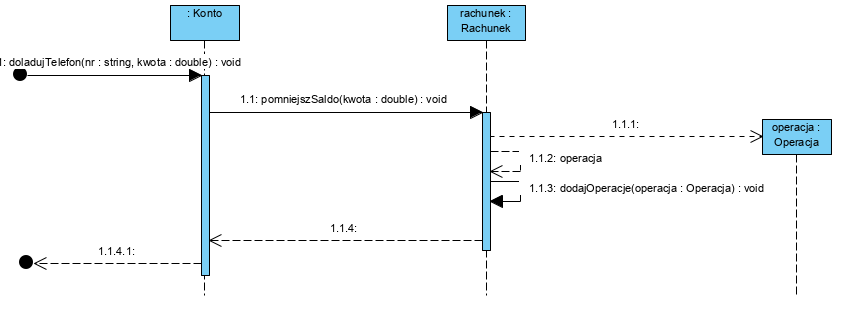 : Konto
rachunek :
Rachunek
1: doladujTelefon(nr : string, kwota : double) : void
1.1: pomniejszSaldo(kwota : double) : void
1.1.1:
operacja :
Operacja
1.1.2: operacja
1.1.3: dodajOperacje(operacja : Operacja) : void
1.1.4:
1.1.4.1: